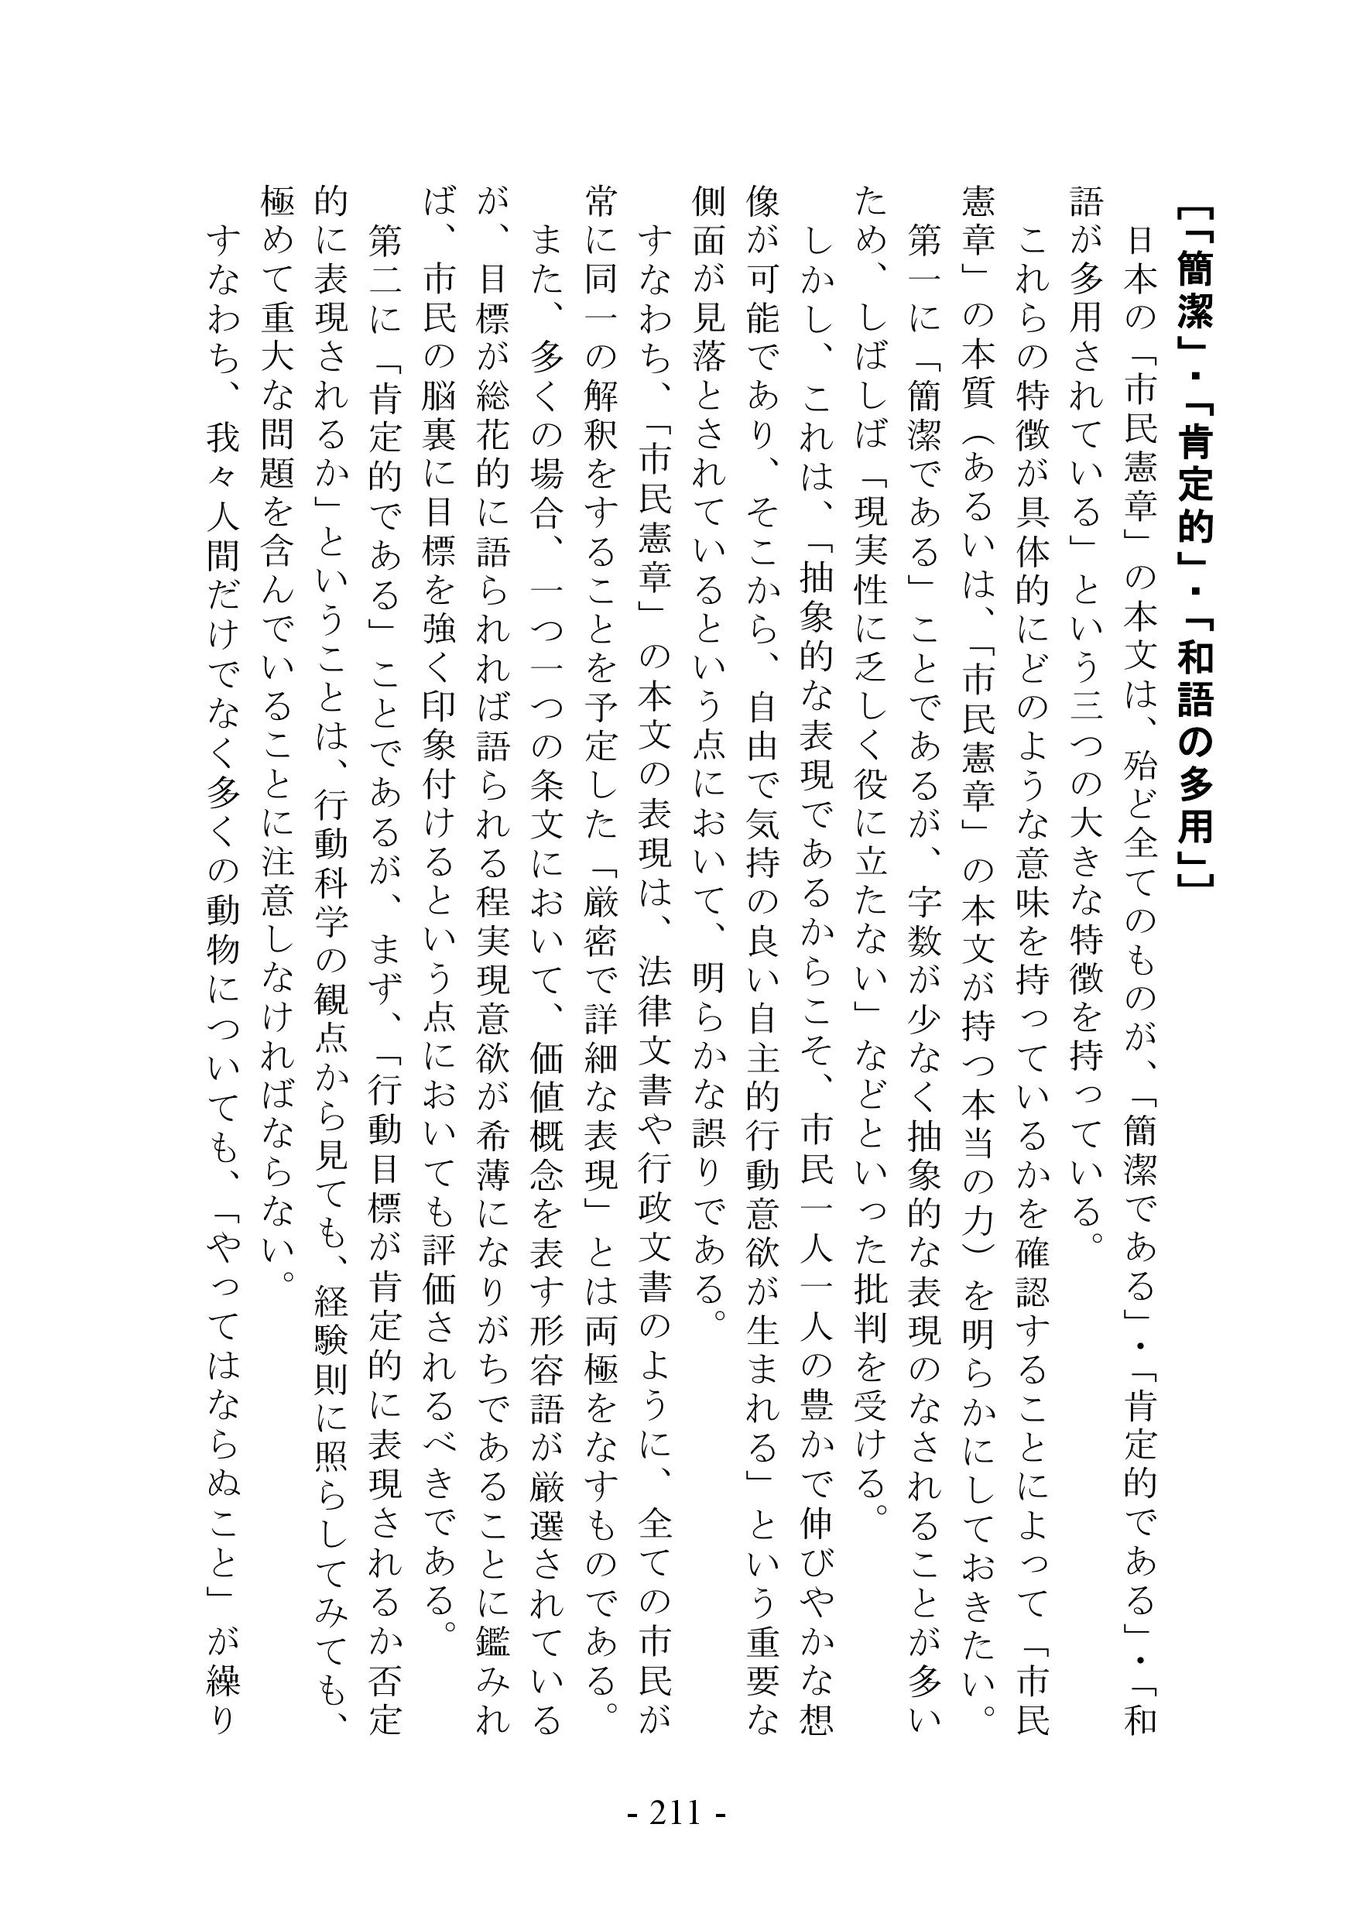 ［「簡潔」・「肯定的」・「和語の多用」］
日本の「市民憲章」の本文は、殆ど全てのものが、「簡潔である」・「肯定的である」・「和
語が多用されている」という三つの大きな特徴を持っている。
これらの特徴が具体的にどのような意味を持っているかを確認することによって「市民
憲章」の本質（あるいは、「市民憲章」の本文が持つ本当の力）を明らかにしておきたい。
第一に「簡潔である」ことであるが、字数が少なく抽象的な表現のなされることが多い
ため、しばしば「現実性に乏しく役に立たない」などといった批判を受ける。
しかし、これは、「抽象的な表現であるからこそ、市民一人一人の豊かで伸びやかな想
像が可能であり、そこから、自由で気持の良い自主的行動意欲が生まれる」という重要な
側面が見落とされているという点において、明らかな誤りである。
すなわち、「市民憲章」の本文の表現は、法律文書や行政文書のように、全ての市民が
常に同一の解釈をすることを予定した「厳密で詳細な表現」とは両極をなすものである。
また、多くの場合、一つ一つの条文において、価値概念を表す形容語が厳選されている
が、目標が総花的に語られれば語られる程実現意欲が希薄になりがちであることに鑑みれ
ば、市民の脳裏に目標を強く印象付けるという点においても評価されるべきである。
第二に「肯定的である」ことであるが、まず、「行動目標が肯定的に表現されるか否定
的に表現されるか」ということは、行動科学の観点から見ても、経験則に照らしてみても、
極めて重大な問題を含んでいることに注意しなければならない。
すなわち、我々人間だけでなく多くの動物についても、「やってはならぬこと」が繰り
- 211 -